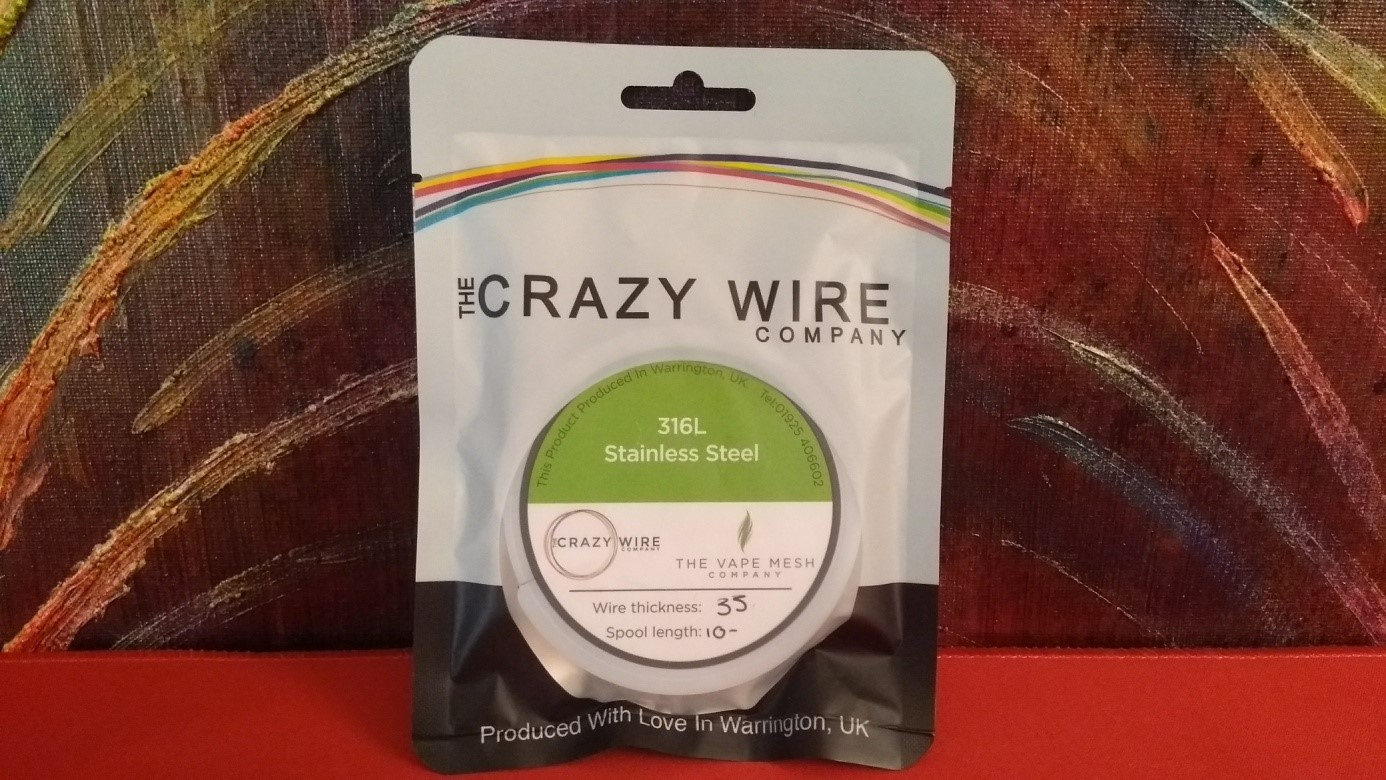 THE CRAZY WIRE
COMPANY
This Product Produced In Warrington, UK Tel:01925 406602
316L
Stainless Steel
THE CRAZY WIRE
COMPANY
THE VAPE MESH
COMPANY
Wire thickness: 35
Spool length: 10-
Produced With Love In Warrington, UK